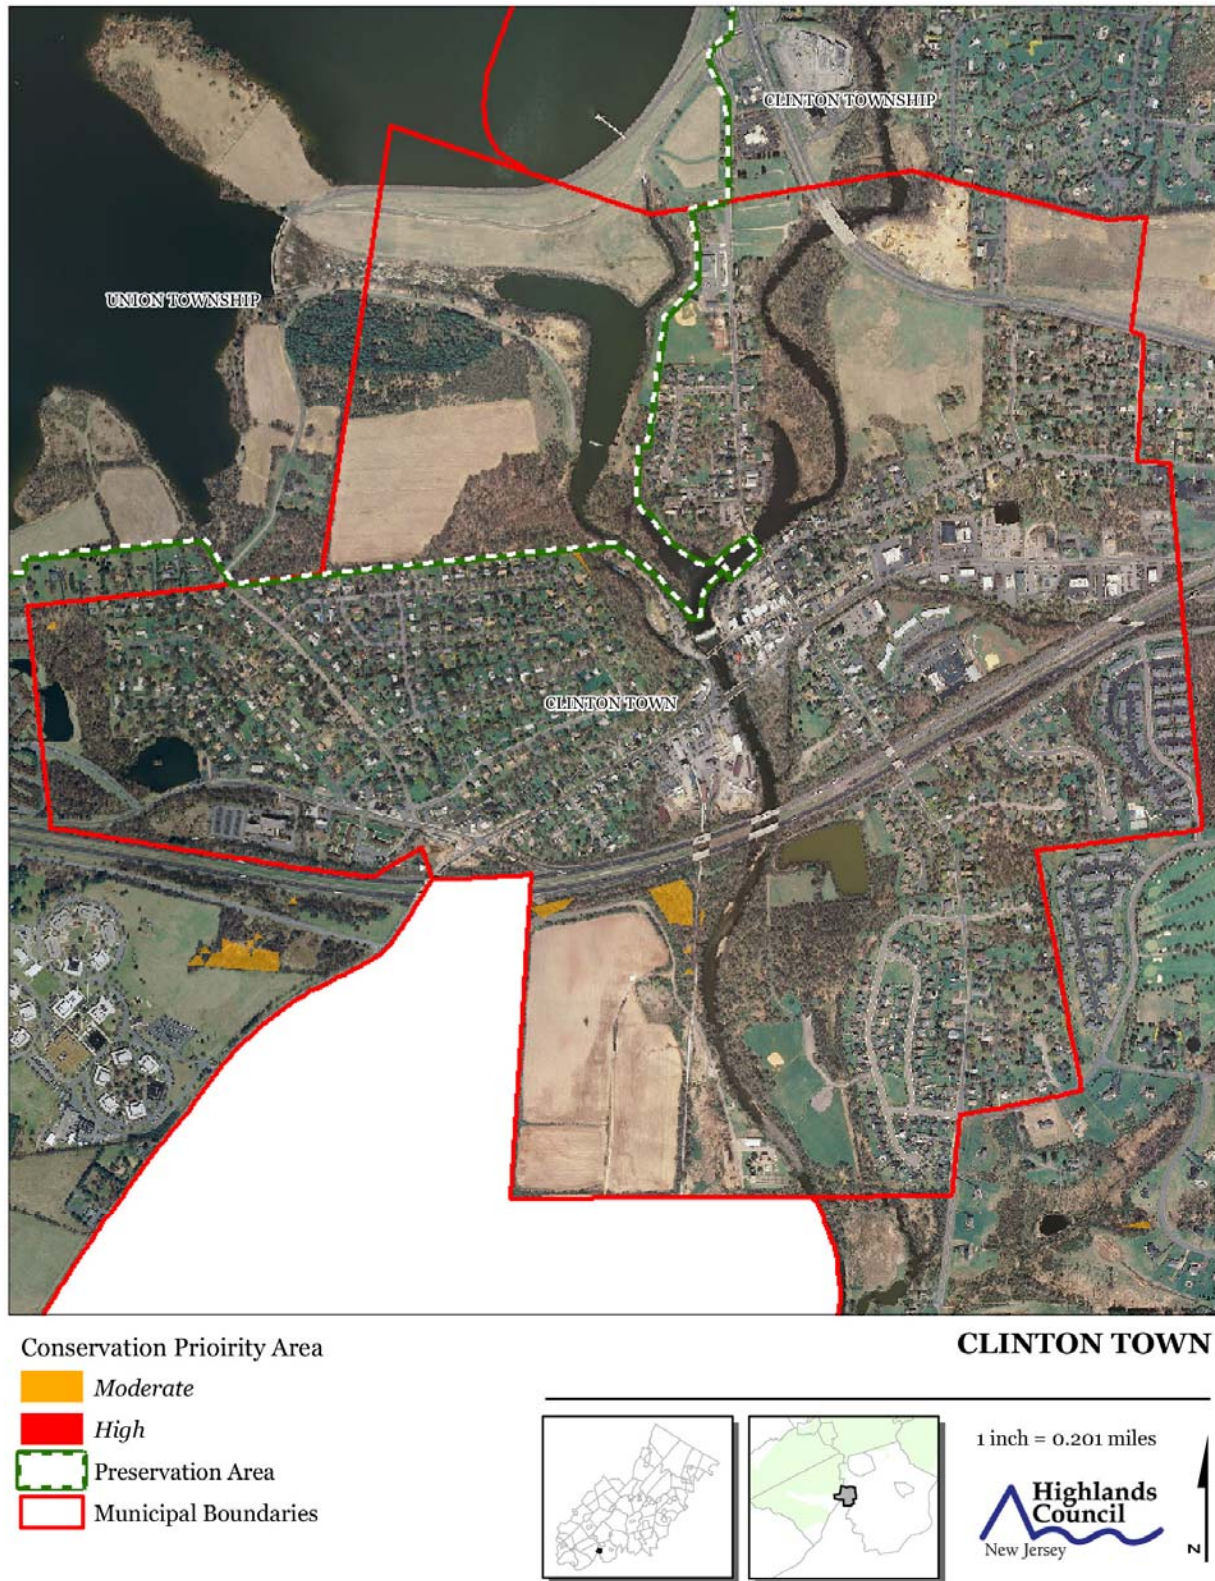 CLINTON TOWNSHIP
UNION TOWNSHIP
CLINTON TOWN
Conservation Prioirity Area
Moderate
High
Preservation Area
Municipal Boundaries
CLINTON TOWN
1 inch = 0.201 miles
Highlands
Council
New Jersey
N